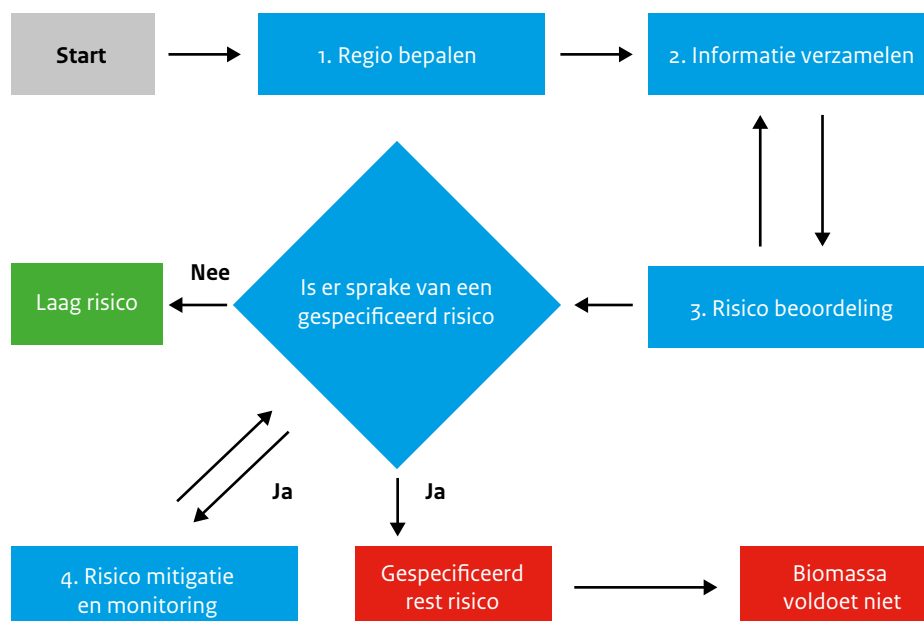 Start
1. Regio bepalen
2. Informatie verzamelen
Nee
Laag risico
Is er sprake van een
gespecificeerd risico
3. Risico beoordeling
Ja
Ja
4. Risico mitigatie
en monitoring
Gespecificeerd
rest risico
Biomassa
voldoet niet